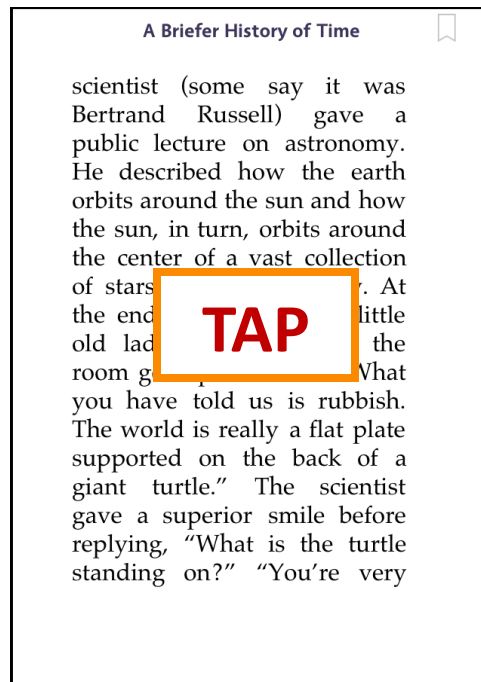 A Briefer History of Time
scientist (some say it was
Bertrand Russell) gave a
public lecture on astronomy.
He described how the earth
orbits around the sun and how
the sun, in turn, orbits around
the center of a vast collection
of stars . At
the end little
old the
room What
TAP
you have told us is rubbish.
The world is really a flat plate
supported on the back of a
giant turtle.” The scientist
gave a superior smile before
replying, “What is the turtle
standing on?” “You’re very